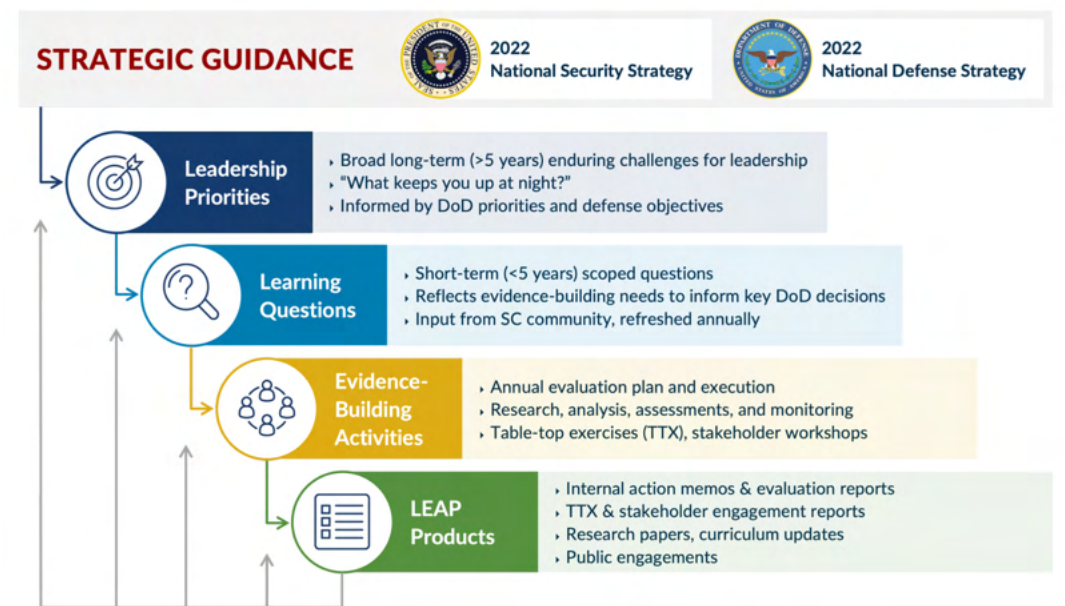 STRATEGIC GUIDANCE
2022
National Security Strategy
2022
National Defense Strategy
Leadership
Priorities
‣ Broad long-term (>5 years) enduring challenges for leadership
‣ “What keeps you up at night?”
‣ Informed by DoD priorities and defense objectives
Learning
Questions
‣ Short-term (<5 years) scoped questions
‣ Reflects evidence-building needs to inform key DoD decisions
‣ Input from SC community, refreshed annually
Evidence-
Building
Activities
‣ Annual evaluation plan and execution
‣ Research, analysis, assessments, and monitoring
‣ Table-top exercises (TTX), stakeholder workshops
LEAP
Products
‣ Internal action memos & evaluation reports
‣ TTX & stakeholder engagement reports
‣ Research papers, curriculum updates
‣ Public engagements